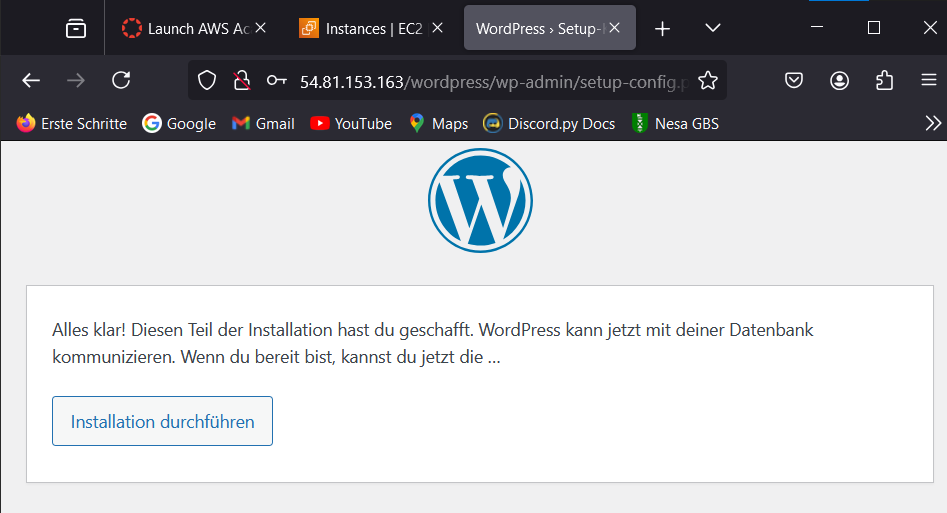 Launch AWS Ac
Instances | EC2
WordPress › Setup-
54.81.153.163/wordpress/wp-admin/setup-config.p
Erste Schritte
Google
Gmail
YouTube
Maps
Discord.py Docs
Nesa GBS
Alles klar! Diesen Teil der Installation hast du geschafft. WordPress kann jetzt mit deiner Datenbank
kommunizieren. Wenn du bereit bist, kannst du jetzt die …
Installation durchführen